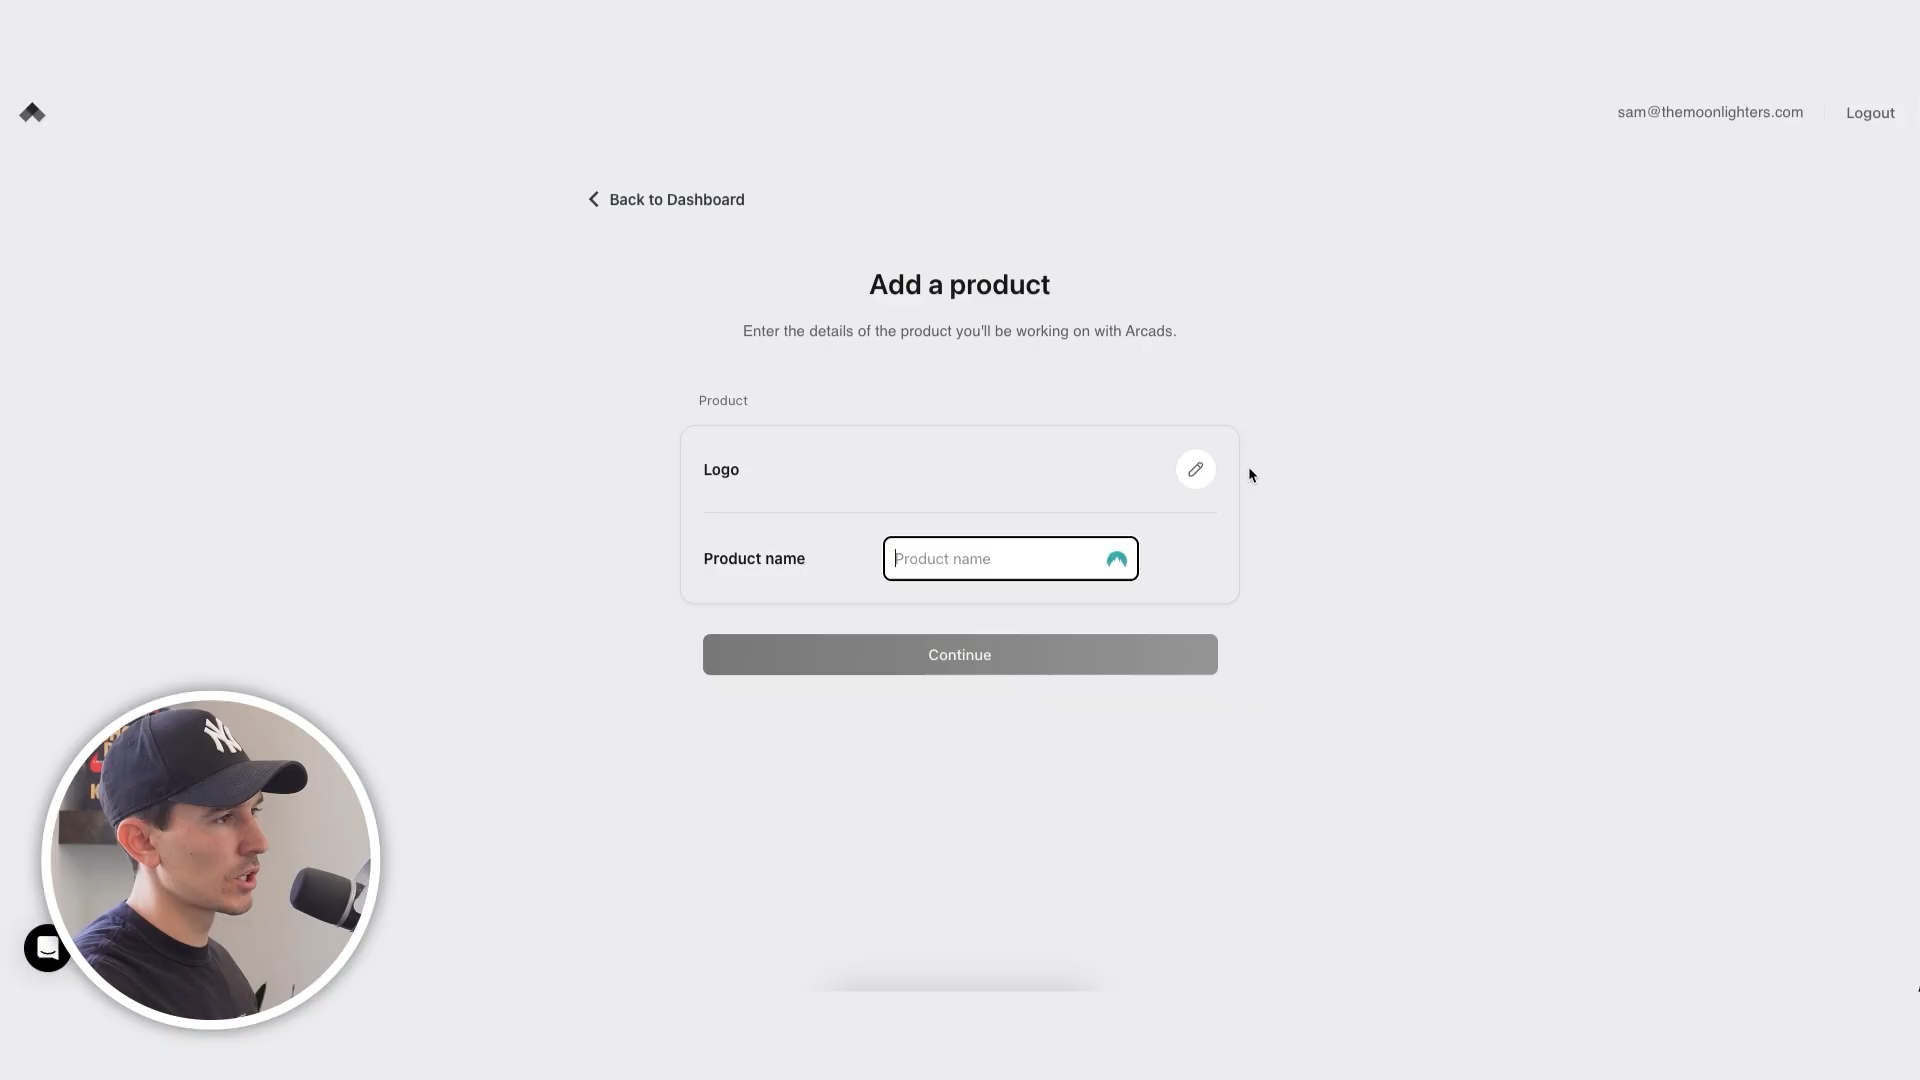 sam@themoonlighters.com
Logout
Back to Dashboard
Add a product
Enter the details of the product you'll be working on with Arcads.
Product
Logo
Product name
Product name
Continue
NY